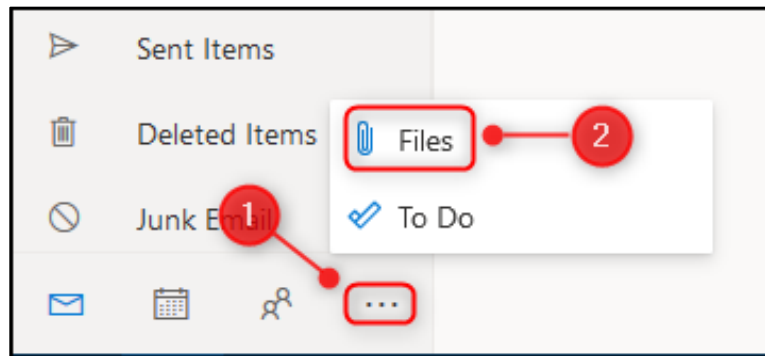 Sent Items
Deleted Items
Files
2
Junk Email
1
To Do
...